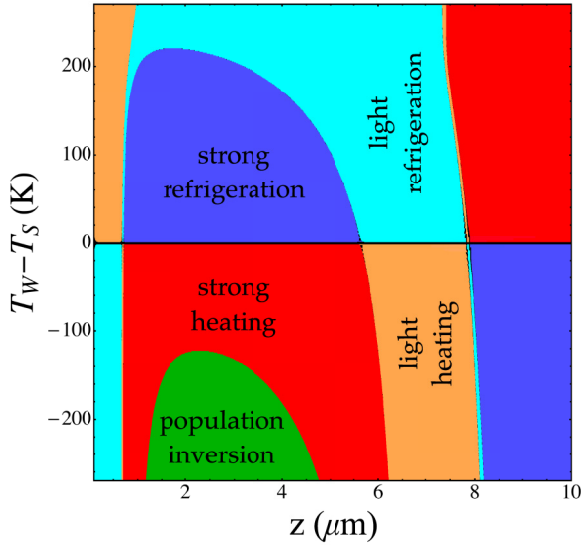 200
100
0
−100
−200
T_W−T_S (K)
strong
refrigeration
light
refrigeration
strong
heating
light
heating
population
inversion
2
4
6
8
10
z (μm)